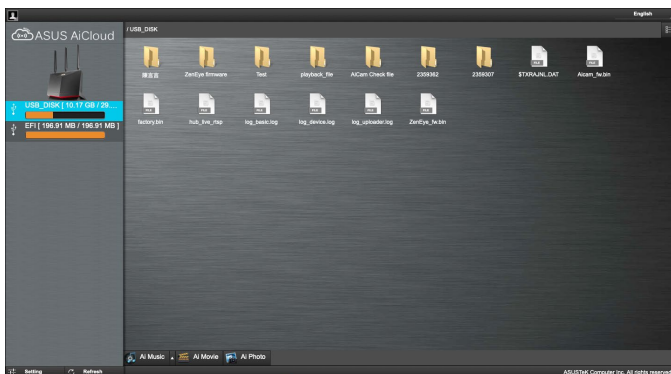 English
ASUS AiCloud
/ USB_DISK
USB_DISK [ 10.17 GB / 29....
EFI [ 196.91 MB / 196.91 MB ]
ZenEye firmware
Test
playback_file
AiCam Check file
2359362
2359307
$TXRAJNL.DAT
Aicam_fw.bin
factory.bin
hub_live_rtsp
log_basic.log
log_device.log
log_uploader.log
ZenEye_fw.bin
Ai Music
Ai Movie
Ai Photo
Setting
Refresh
ASUSTeK Computer Inc. All rights reserved